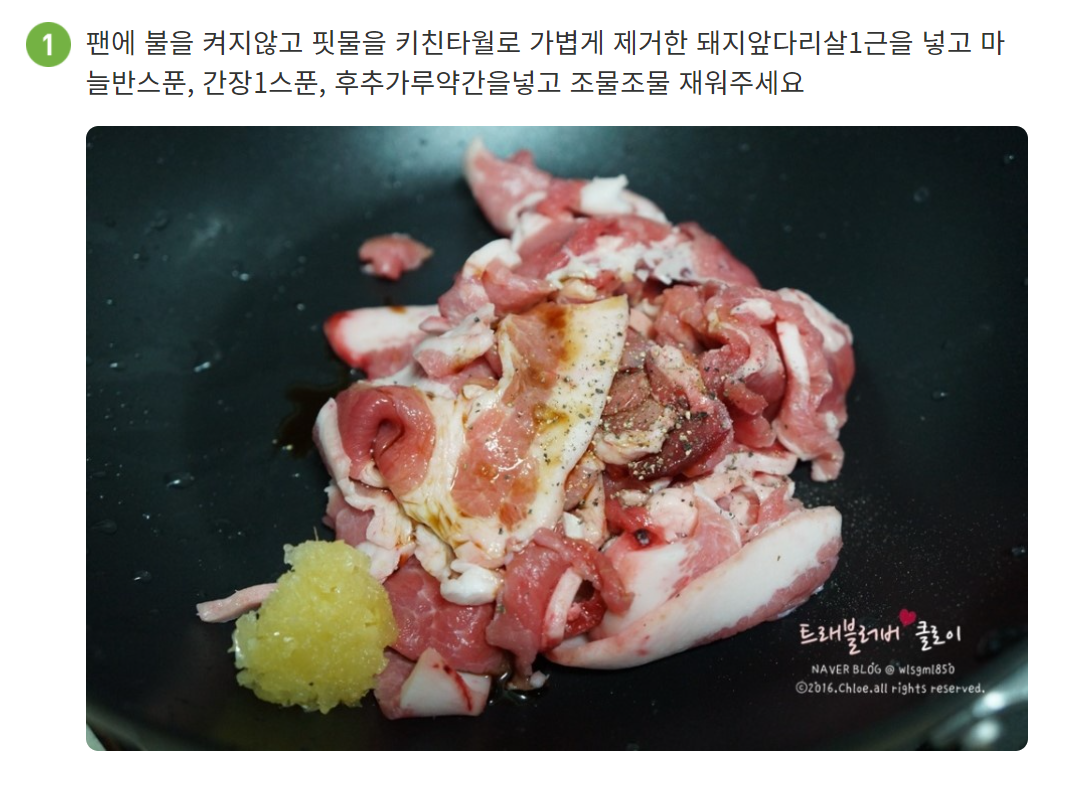 1 팬에 불을 켜지않고 핏물을 키친타월로 가볍게 제거한 돼지앞다리살1근을 넣고 마
늘반스푼, 간장1스푼, 후추가루약간을넣고 조물조물 재워주세요
트래블러버 클로이
NAVER BLOG @ wlsgml850
©2016.Chloe.all rights reserved.